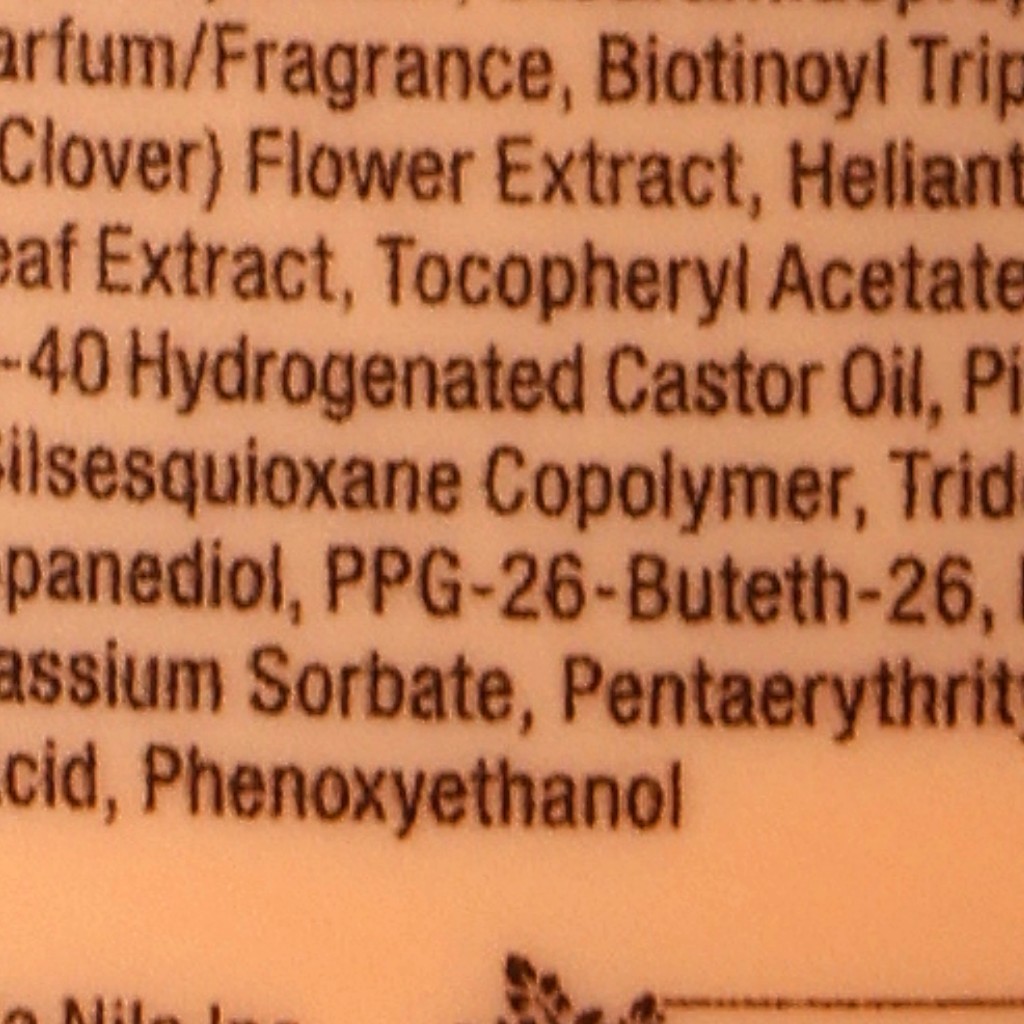 arfum/Fragrance, Biotinoyl Trip
Clover) Flower Extract, Heliant
eaf Extract, Tocopheryl Acetate
-40 Hydrogenated Castor Oil, Pi
ilsesquioxane Copolymer, Trid
panediol, PPG-26-Buteth-26,
assium Sorbate, Pentaerythrity
cid, Phenoxyethanol